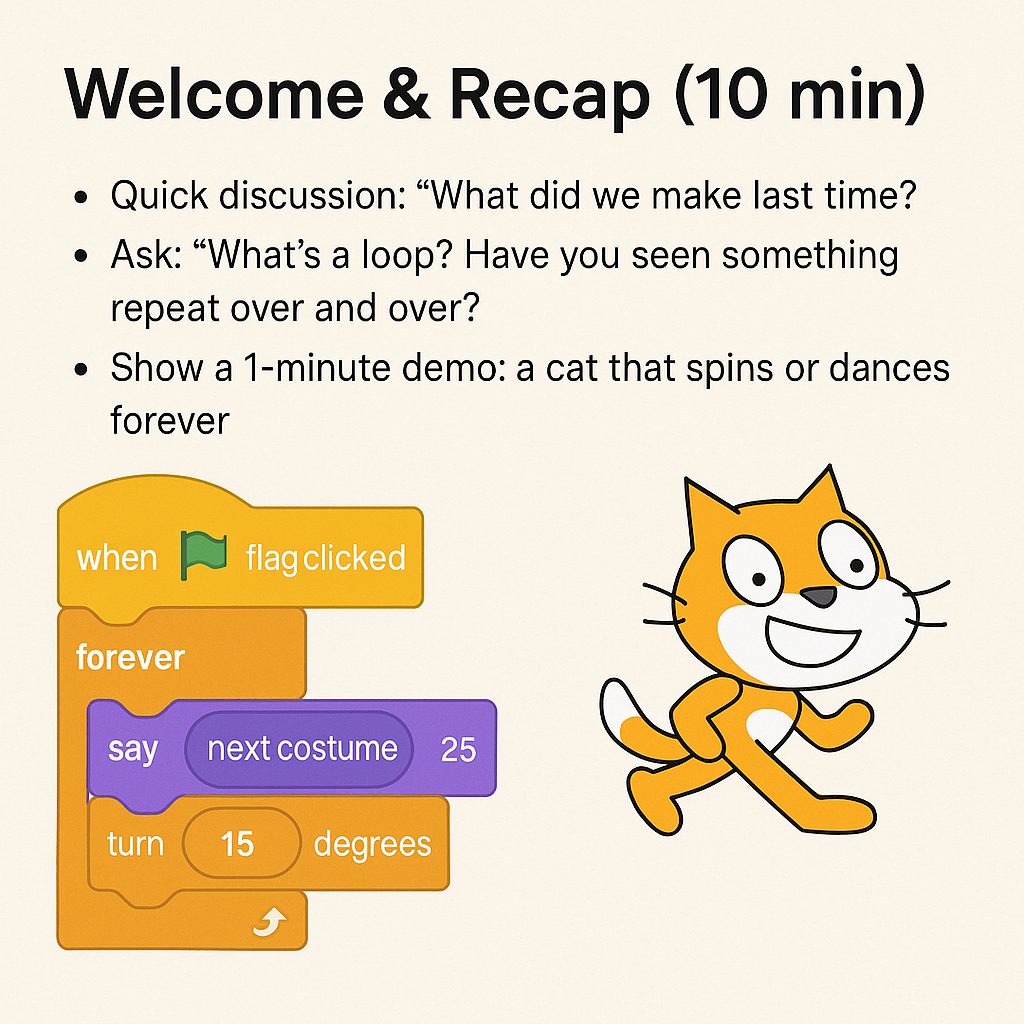 Welcome & Recap (10 min)
• Quick discussion: “What did we make last time?
• Ask: “What’s a loop? Have you seen something
repeat over and over?
• Show a 1-minute demo: a cat that spins or dances
forever
when flag clicked
forever
say next costume 25
turn 15 degrees